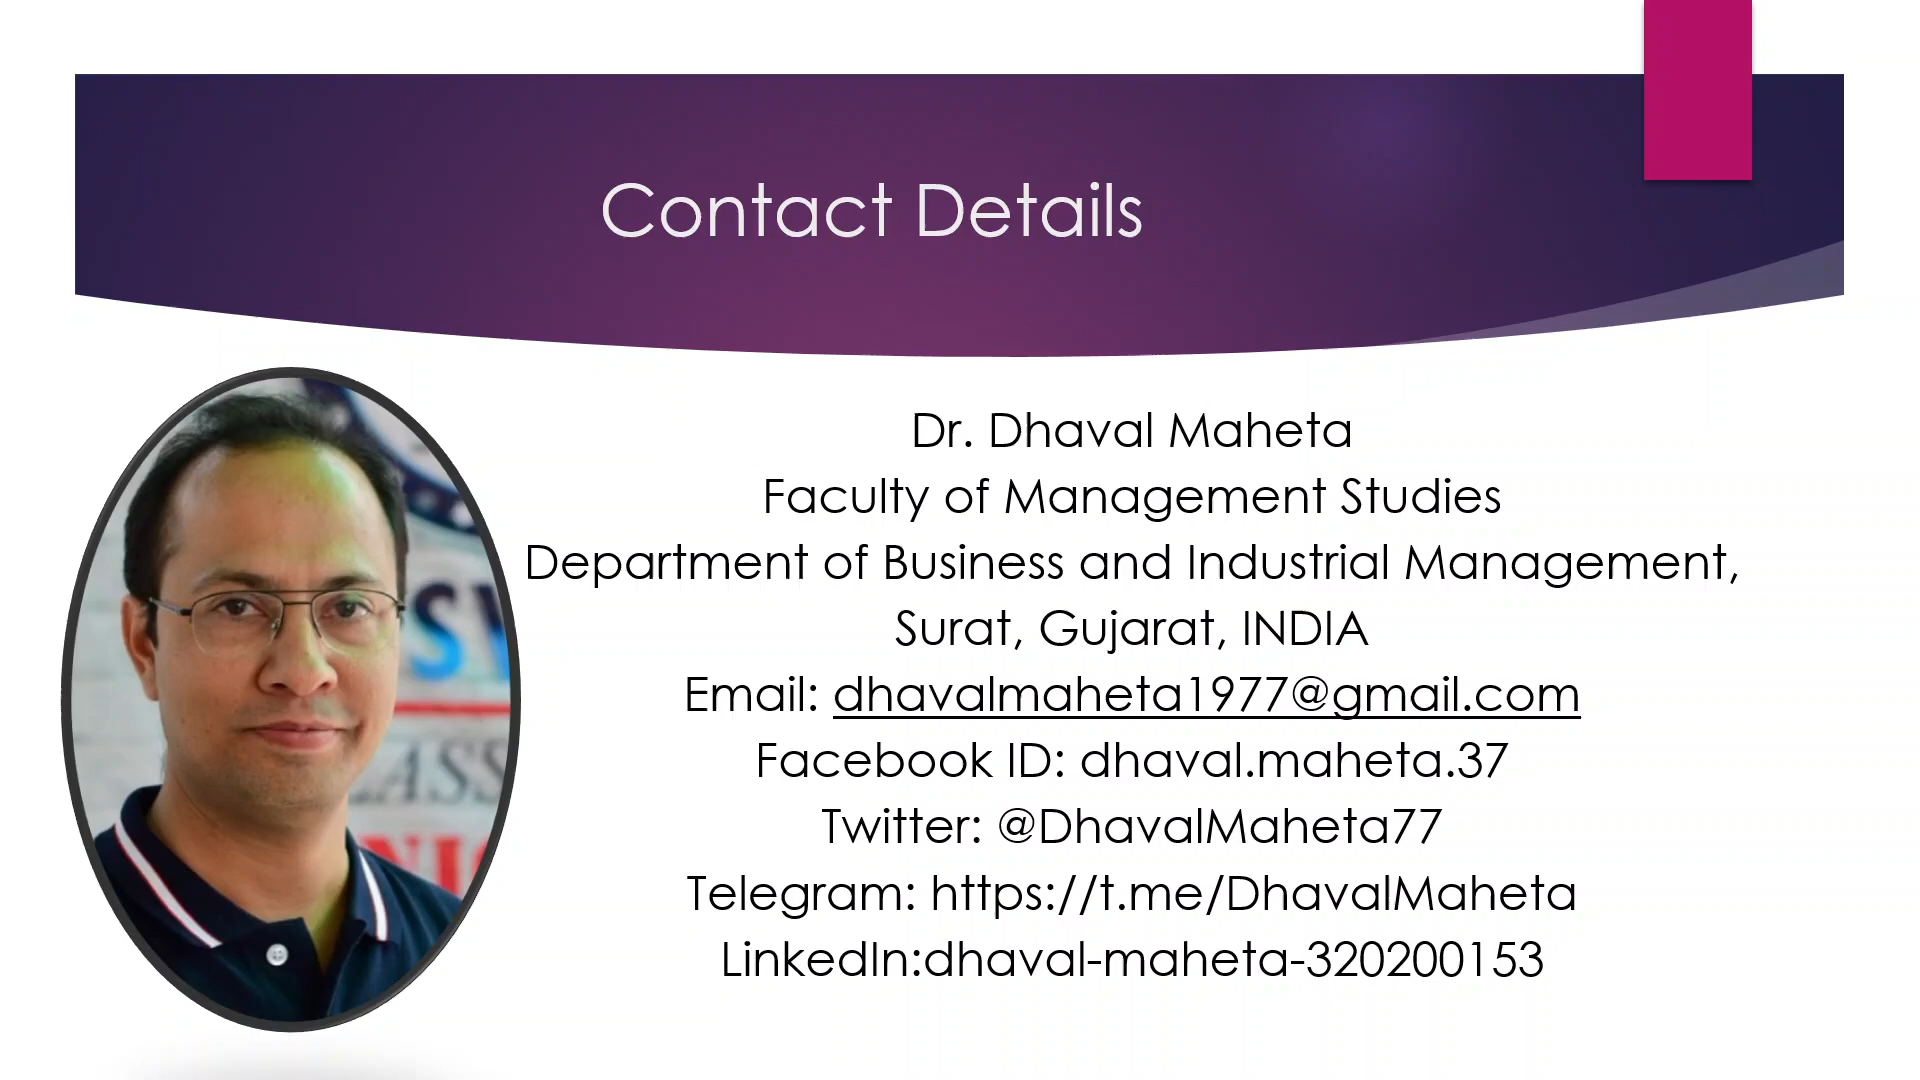 Contact Details
Dr. Dhaval Maheta
Faculty of Management Studies
Department of Business and Industrial Management,
Surat, Gujarat, INDIA
Email: dhavalmaheta1977@gmail.com
Facebook ID: dhaval.maheta.37
Twitter: @DhavalMaheta77
Telegram: https://t.me/DhavalMaheta
LinkedIn:dhaval-maheta-320200153